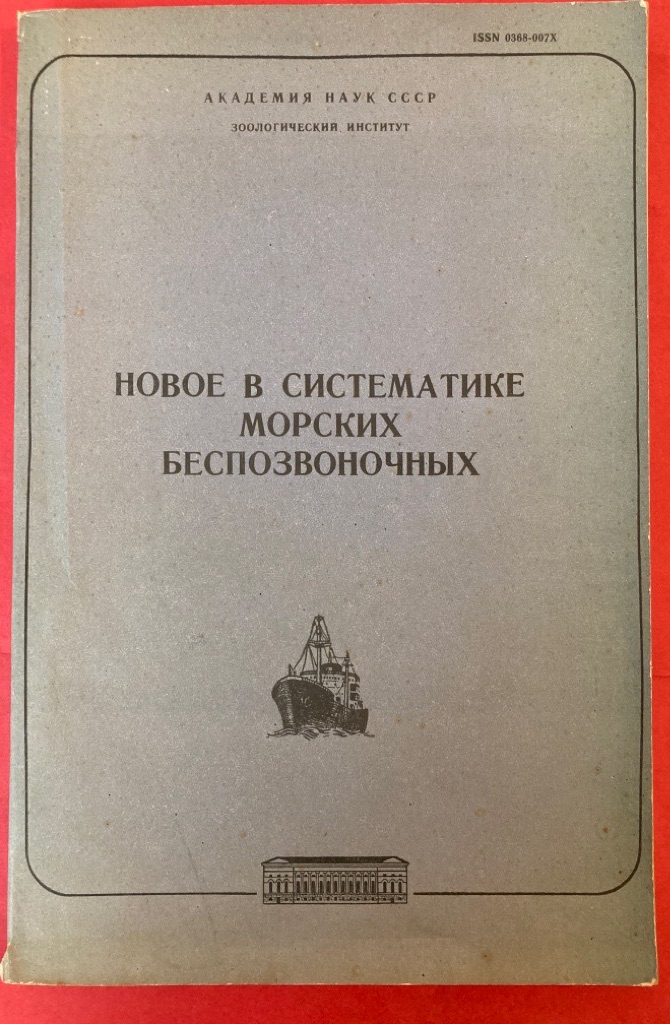 ISSN 0368-007X
АКАДЕМИЯ НАУК СССР
ЗООЛОГИЧЕСКИЙ ИНСТИТУТ
НОВОЕ В СИСТЕМАТИКЕ
МОРСКИХ
БЕСПОЗВОНОЧНЫХ